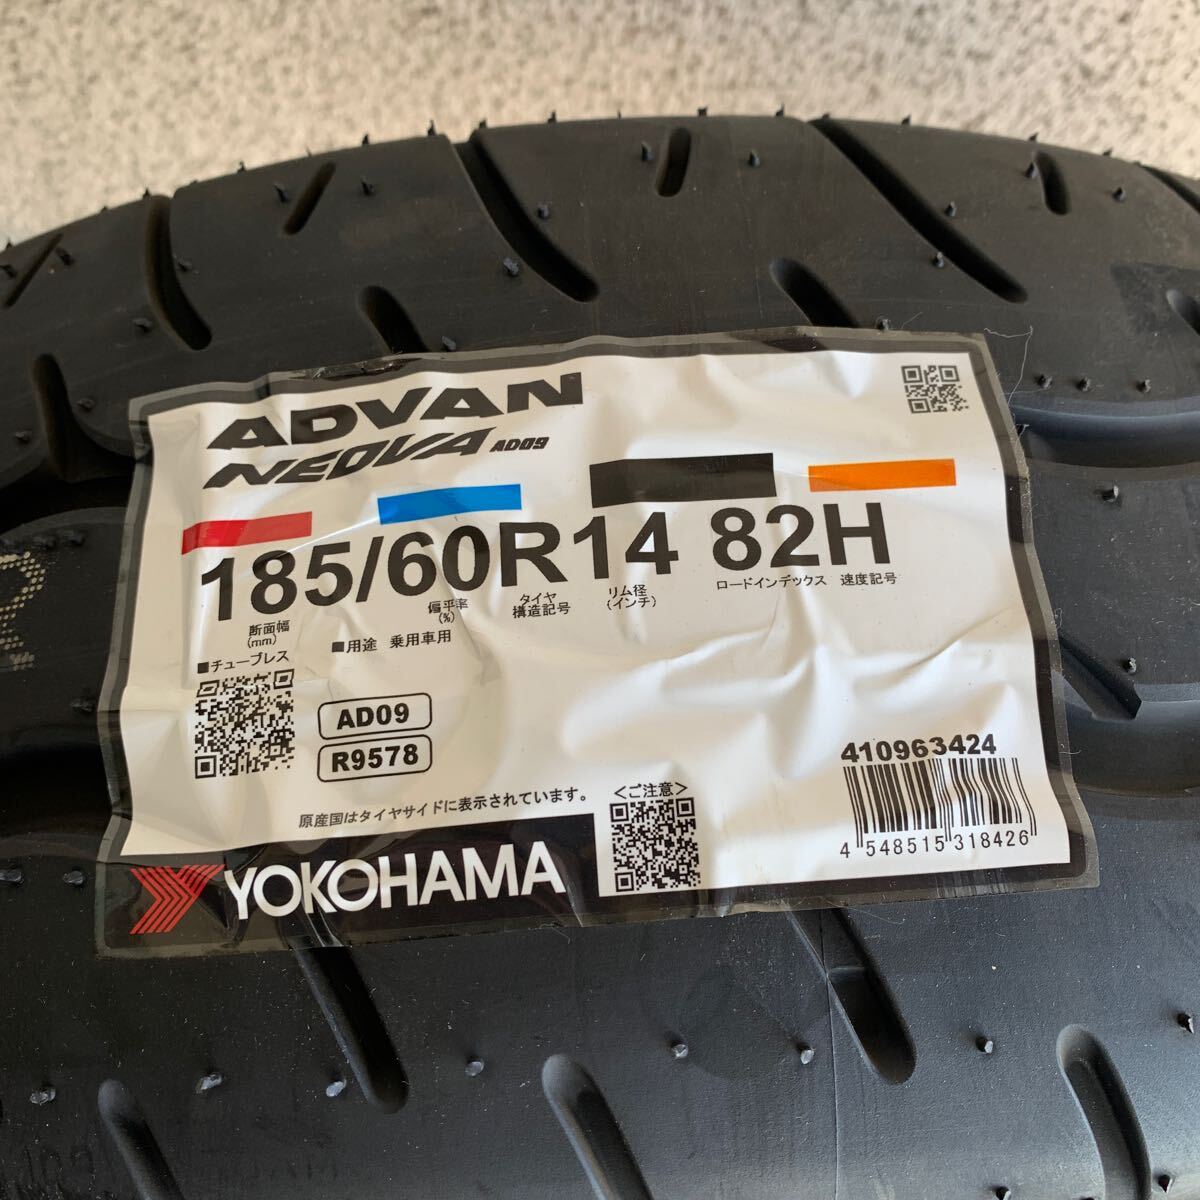 ADVAN
NEOVA AD09
185/60R14 82H
断面幅
(mm)
偏平率
(%)
タイヤ
構造記号
リム径
(インチ)
ロードインデックス 速度記号
■チューブレス
■用途 乗用車用
AD09
R9578
原産国はタイヤサイドに表示されています。
<ご注意>
410963424
4 548515 318426
YOKOHAMA